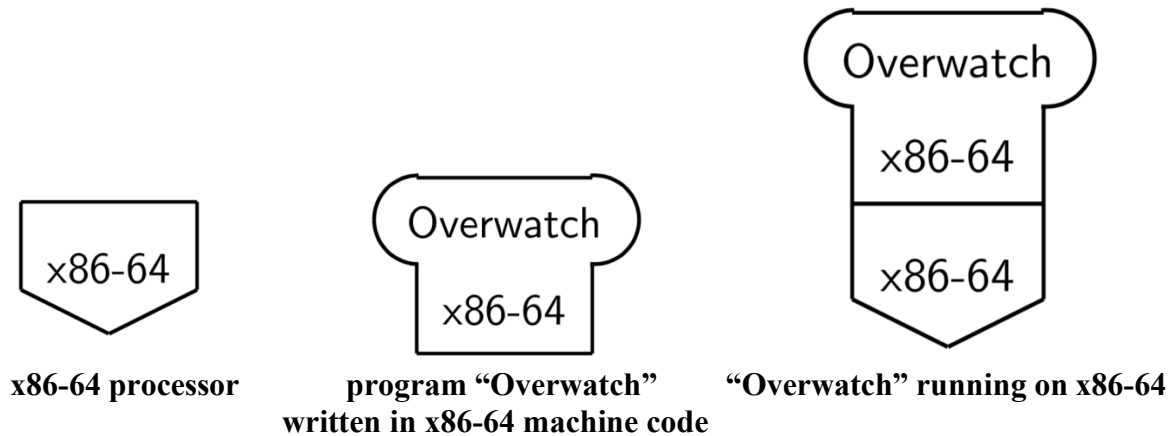 Overwatch
x86-64
x86-64
Overwatch
x86-64
x86-64
x86-64 processor
program “Overwatch”
written in x86-64 machine code
“Overwatch” running on x86-64